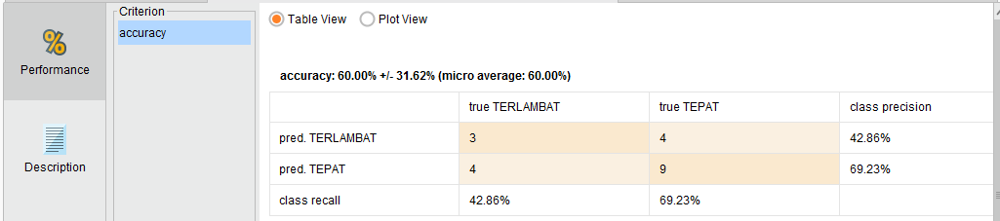 Criterion
accuracy
%
Performance
Description
Table View Plot View
accuracy: 60.00% +/- 31.62% (micro average: 60.00%)
true TERLAMBAT true TEPAT class precision
pred. TERLAMBAT 3 4 42.86%
pred. TEPAT 4 9 69.23%
class recall 42.86% 69.23%